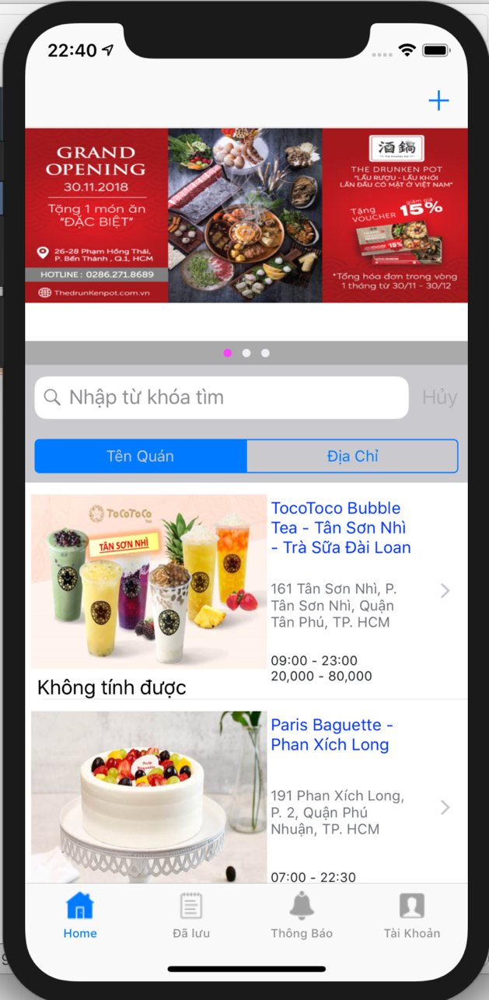 22:40
GRAND
OPENING
30.11.2018
Tặng 1 món ăn
"ĐẶC BIỆT"
26-28 Phạm Hồng Thái,
P. Bến Thành , Q.1, HCM
HOTLINE : 0286.271.8689
ThedrunKenpot.com.vn
酒鍋
THE DRUNKEN POT
"LẨU RƯỢU - LẨU KHÓI
LẦN ĐẦU CÓ MẶT Ở VIỆT NAM"
giảm giá
Tặng
VOUCHER 15%
15%
*Tổng hóa đơn trong vòng
1 tháng từ 30/11 - 30/12
Nhập từ khóa tìm
Hủy
Tên Quán
Địa Chỉ
ToCoToCo
Tea
TÂN SƠN NHÌ
TocoToco Bubble
Tea - Tân Sơn Nhì
- Trà Sữa Đài Loan
161 Tân Sơn Nhì, P.
Tân Sơn Nhì, Quận
Tân Phú, TP. HCM
09:00 - 23:00
20,000 - 80,000
Không tính được
Paris Baguette -
Phan Xích Long
191 Phan Xích Long,
P. 2, Quận Phú
Nhuận, TP. HCM
07:00 - 22:30
Home
Đã lưu
Thông Báo
Tài Khoản